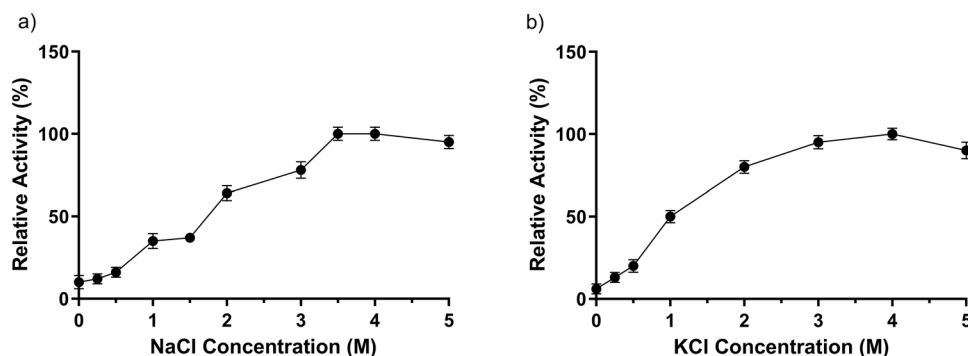 a)
150
100
50
0
Relative Activity (%)
0 1 2 3 4 5
NaCl Concentration (M)
b)
150
100
50
0
Relative Activity (%)
0 1 2 3 4 5
KCl Concentration (M)